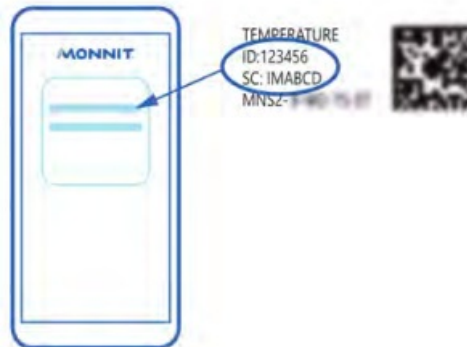 MONNIT
TEMPERATURE
ID:123456
SC: IMABCD
MNS2-